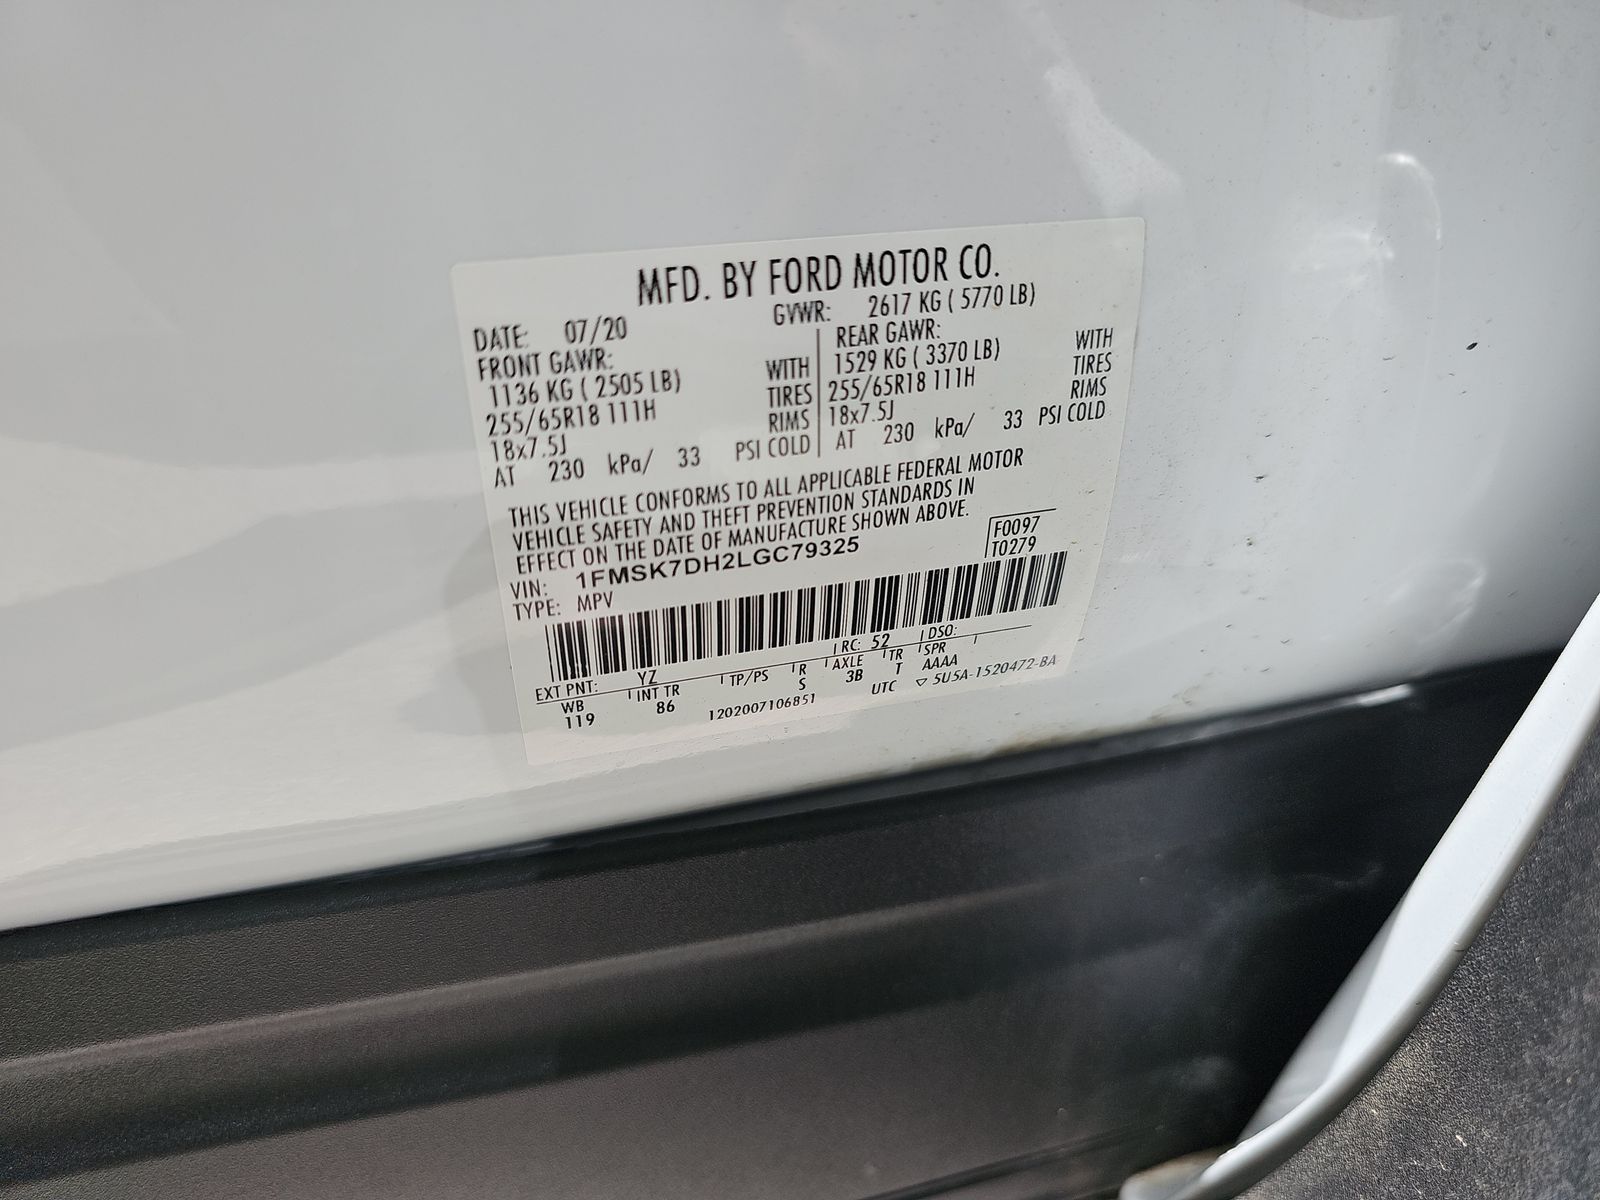 MFD. BY FORD MOTOR CO.
DATE: 07/20 GVWR: 2617 KG ( 5770 LB)
FRONT GAWR: REAR GAWR:
1136 KG ( 2505 LB) WITH 1529 KG ( 3370 LB) WITH
255/65R18 111H TIRES 255/65R18 111H TIRES
18x7.5J RIMS 18x7.5J RIMS
AT 230 kPa/ 33 PSI COLD AT 230 kPa/ 33 PSI COLD
THIS VEHICLE CONFORMS TO ALL APPLICABLE FEDERAL MOTOR
VEHICLE SAFETY AND THEFT PREVENTION STANDARDS IN
EFFECT ON THE DATE OF MANUFACTURE SHOWN ABOVE.
F0097
VIN: 1FMSK7DH2LGC79325 T0279
TYPE: MPV
EXT PNT: YZ RC: 52 DSO:
WB INT TR TP/PS R AXLE TR SPR
119 86 S 3B T AAAA
1202007106851 UTC ▽ 5U5A-1520472-BA